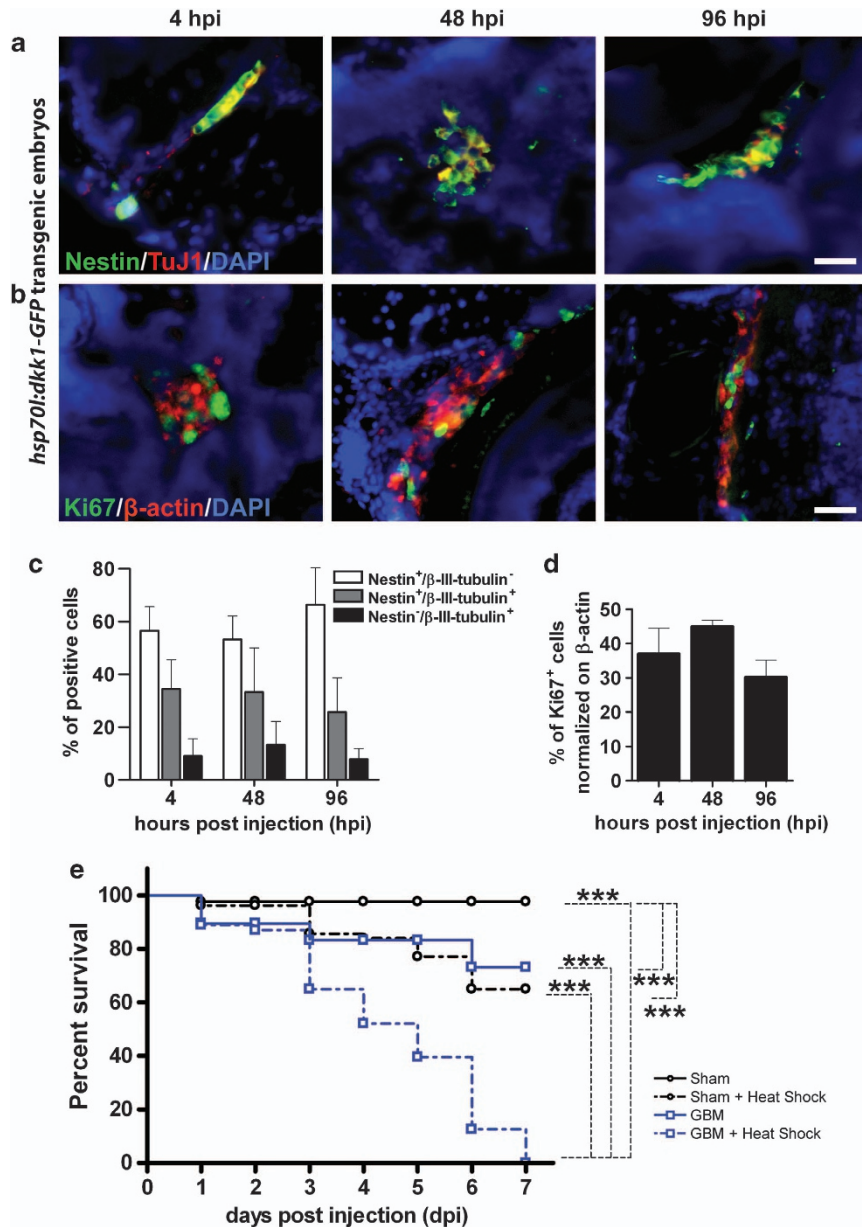 4 hpi 48 hpi 96 hpi
a
hsp70l:dkk1-GFP transgenic embryos
Nestin/TuJ1/DAPI
b
Ki67/β-actin/DAPI
c
% of positive cells
80
60
40
20
0
Nestin⁺/β-III-tubulin⁻
Nestin⁺/β-III-tubulin⁺
Nestin⁻/β-III-tubulin⁺
4 48 96
hours post injection (hpi)
d
% of Ki67⁺ cells
normalized on β-actin
50
40
30
20
10
0
4 48 96
hours post injection (hpi)
e
Percent survival
100
80
60
40
20
0
0 1 2 3 4 5 6 7
days post injection (dpi)
***
***
***
***
***
Sham
Sham + Heat Shock
GBM
GBM + Heat Shock